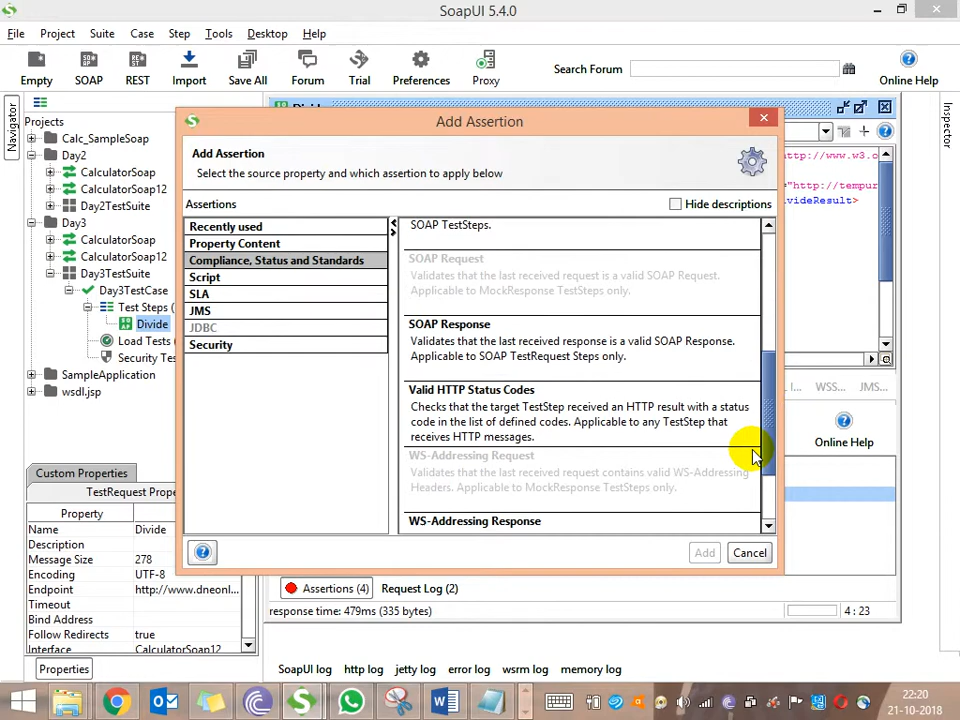 SoapUI 5.4.0
File Project Suite Case Step Tools Desktop Help
Empty SOAP REST Import Save All Forum Trial Preferences Proxy Search Forum Online Help
Navigator
Inspector
Projects
Calc_SampleSoap
Day2
CalculatorSoap
CalculatorSoap12
Day2TestSuite
Day3
CalculatorSoap
CalculatorSoap12
Day3TestSuite
Day3TestCase
Test Steps (
Divide
Load Tests (
Security Te
SampleApplication
wsdl.jsp
Add Assertion
Add Assertion
Select the source property and which assertion to apply below
Assertions
Hide descriptions
Recently used
Property Content
Compliance, Status and Standards
Script
SLA
JMS
JDBC
Security
SOAP TestSteps.
SOAP Request
Validates that the last received request is a valid SOAP Request.
Applicable to MockResponse TestSteps only.
SOAP Response
Validates that the last received response is a valid SOAP Response.
Applicable to SOAP TestRequest Steps only.
Valid HTTP Status Codes
Checks that the target TestStep received an HTTP result with a status
code in the list of defined codes. Applicable to any TestStep that
receives HTTP messages.
WS-Addressing Request
Validates that the last received request contains valid WS-Addressing
Headers. Applicable to MockResponse TestSteps only.
WS-Addressing Response
Add Cancel
http://www.w3.o
="http://tempur
ivideResult>
WSS... JMS...
Online Help
Custom Properties
TestRequest Prope
Property
Name Divide
Description
Message Size 278
Encoding UTF-8
Endpoint http://www.dneonl...
Timeout
Bind Address
Follow Redirects true
Interface CalculatorSoap12
Properties
Assertions (4) Request Log (2)
response time: 479ms (335 bytes) 4 : 23
SoapUI log http log jetty log error log wsrm log memory log
22:20
21-10-2018